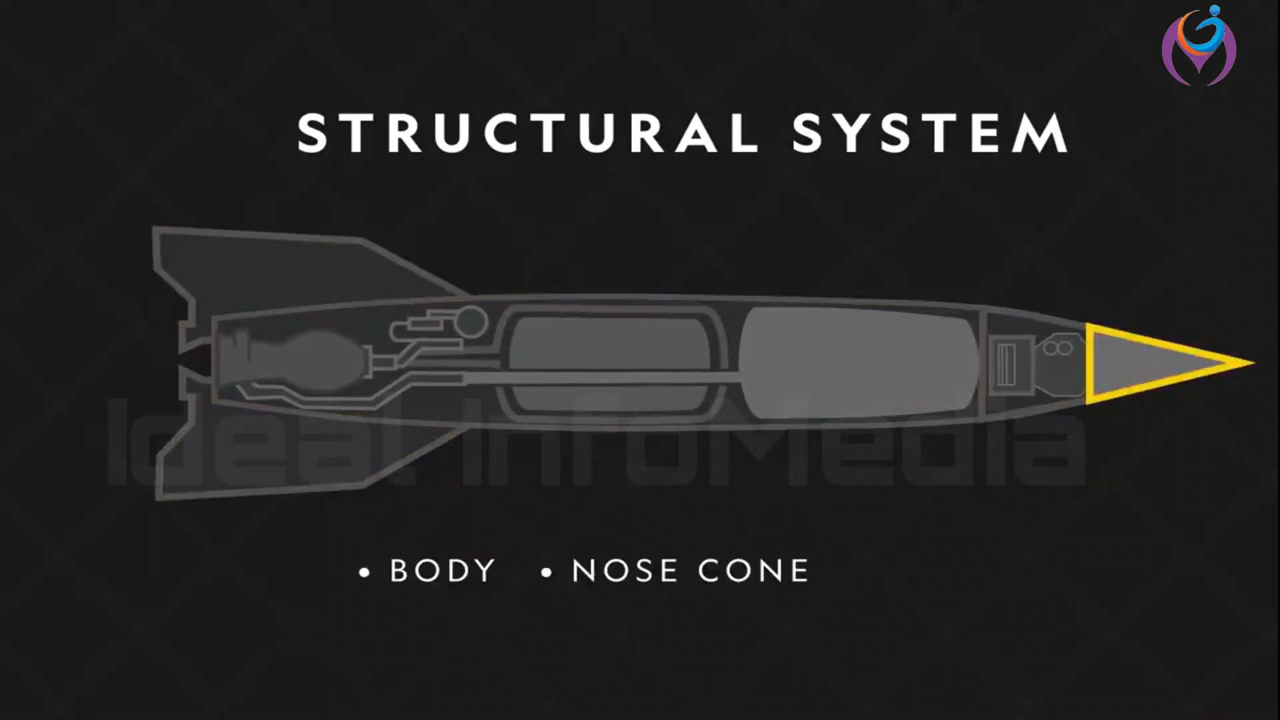 STRUCTURAL SYSTEM
Ideal InfoMedia
• BODY • NOSE CONE